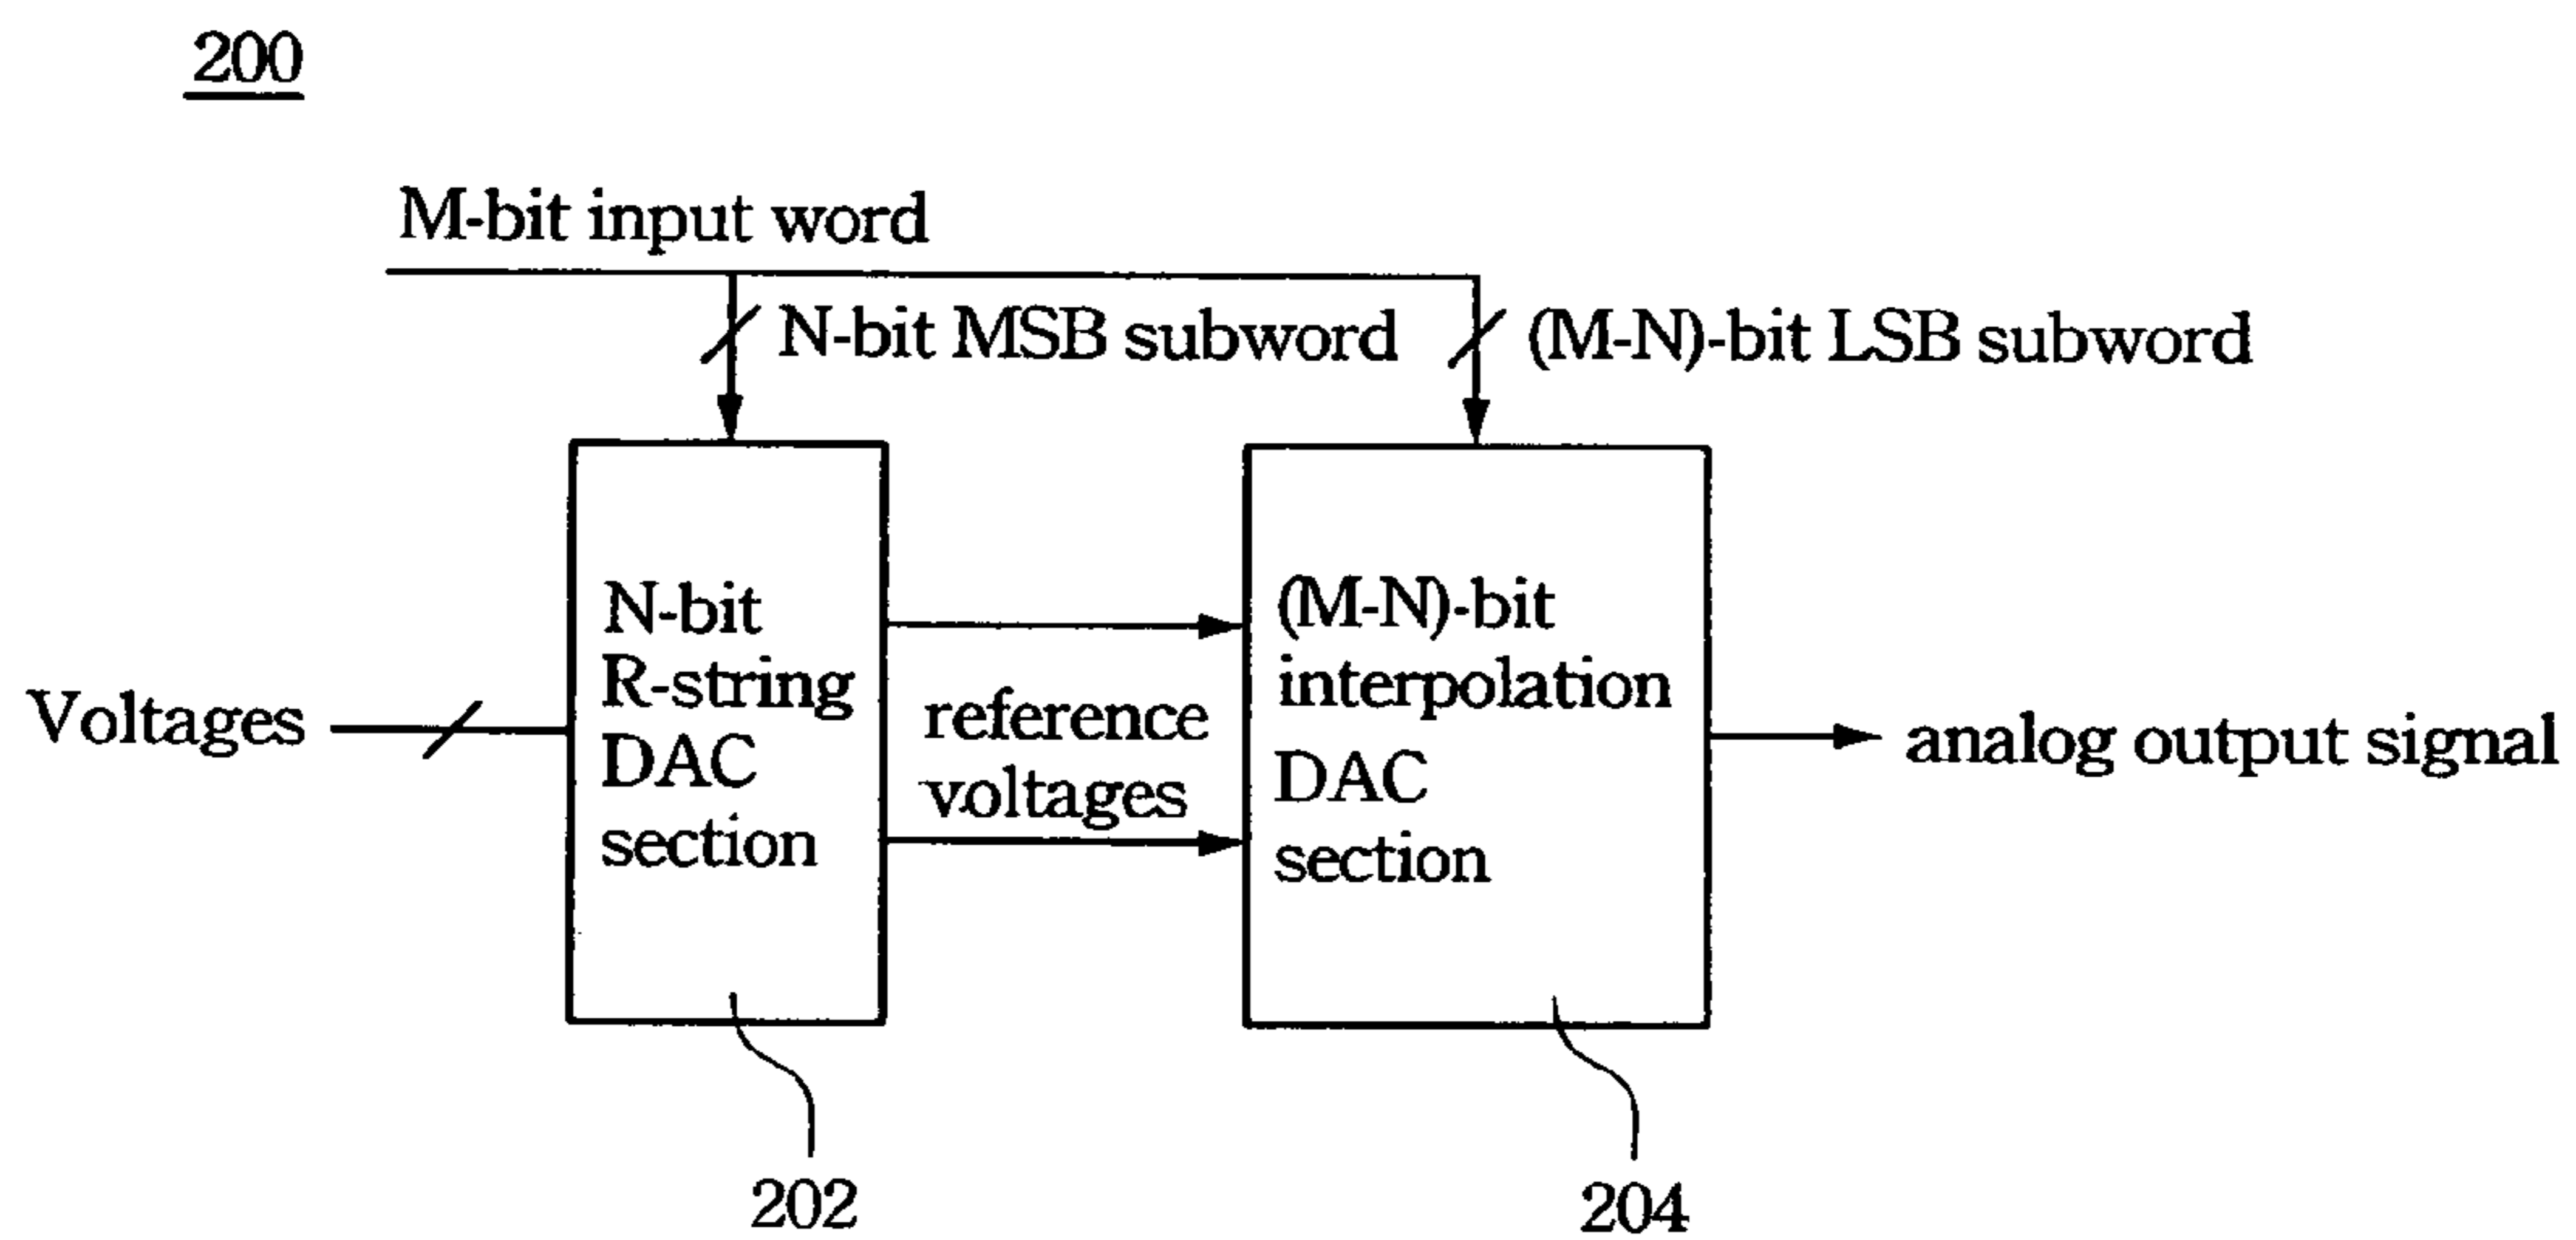 200
M-bit input word
N-bit MSB subword
(M-N)-bit LSB subword
Voltages
N-bit
R-string
DAC
section
reference
voltages
(M-N)-bit
interpolation
DAC
section
analog output signal
202
204